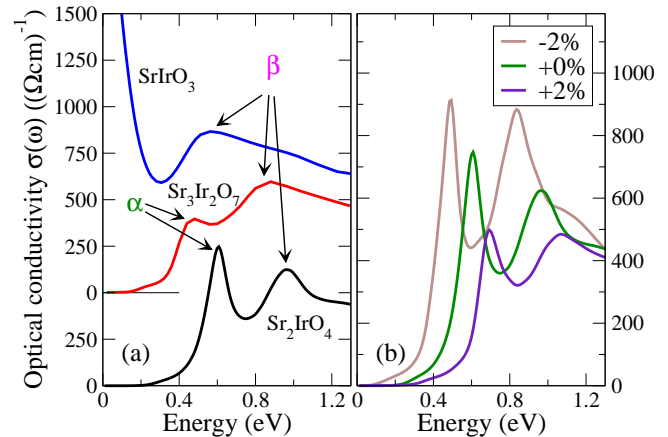 Optical conductivity σ(ω) ((Ωcm)-1)
1500
1250
1000
750
500
250
0
250
0
SrIrO3
β
Sr3Ir2O7
α
Sr2IrO4
(a)
0
0.4
0.8
1.2
Energy (eV)
-2%
+0%
+2%
1000
800
600
400
200
0
(b)
0
0.4
0.8
1.2
Energy (eV)